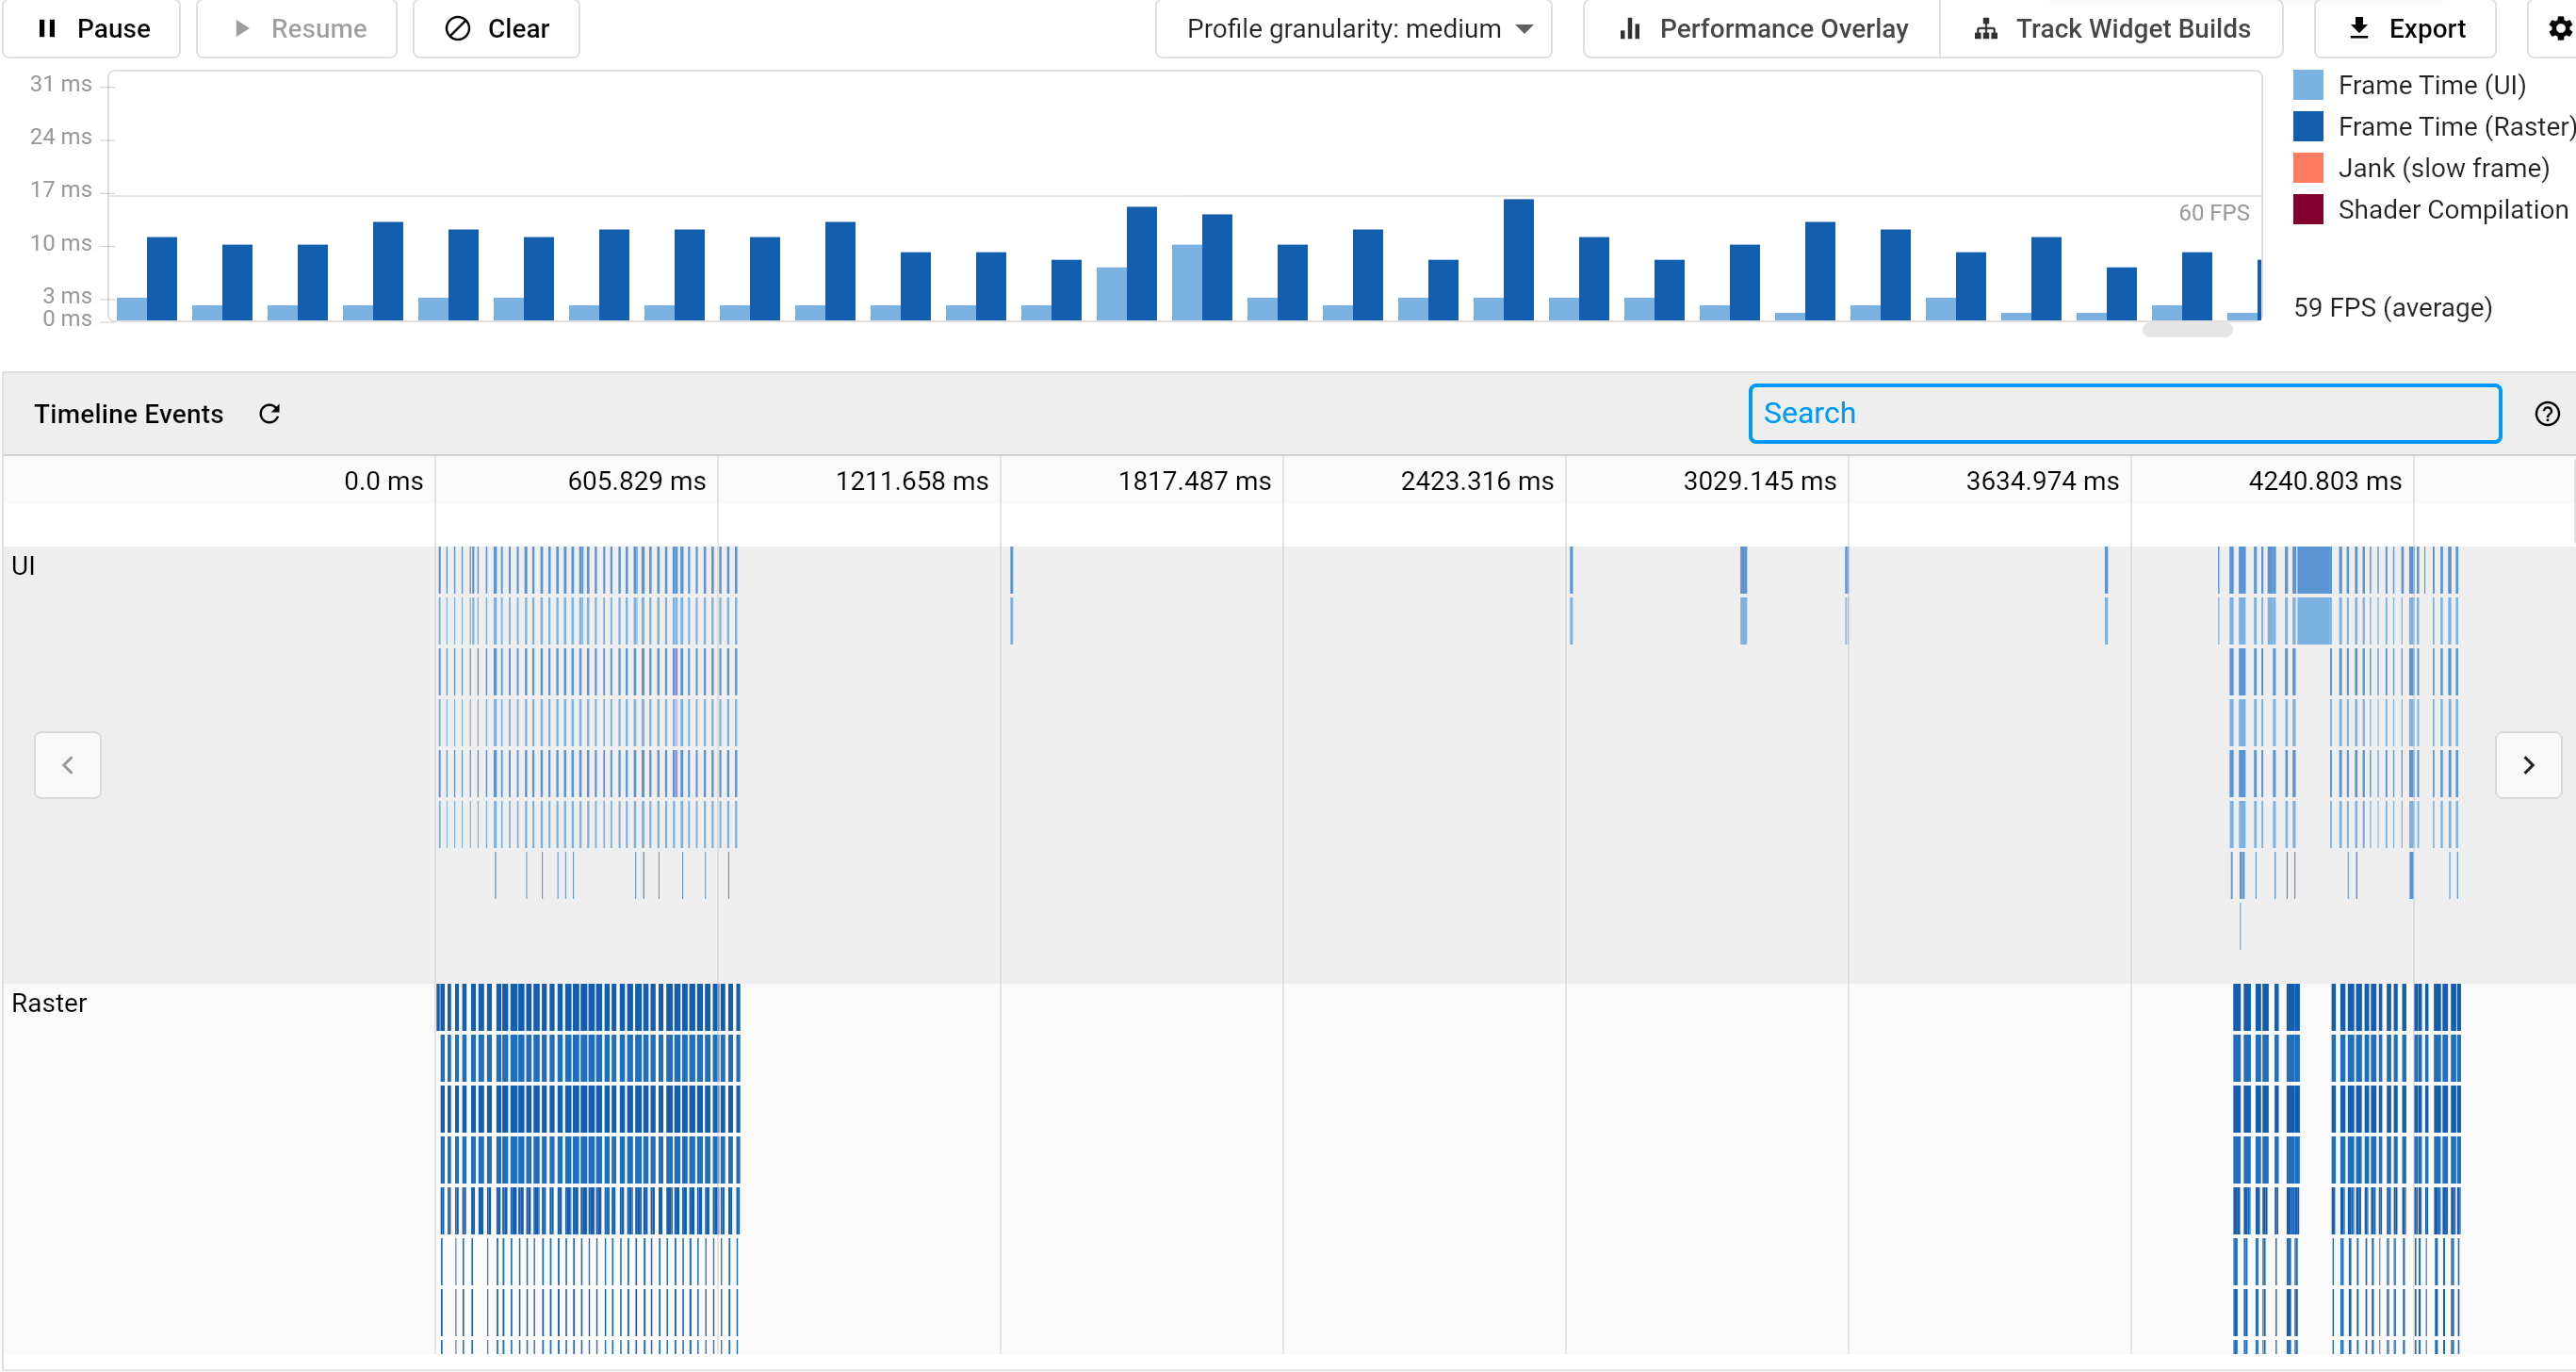 Pause Resume Clear Profile granularity: medium Performance Overlay Track Widget Builds Export
31 ms
24 ms
17 ms
10 ms
3 ms
0 ms
60 FPS
Frame Time (UI)
Frame Time (Raster)
Jank (slow frame)
Shader Compilation
59 FPS (average)
Timeline Events Search
0.0 ms 605.829 ms 1211.658 ms 1817.487 ms 2423.316 ms 3029.145 ms 3634.974 ms 4240.803 ms
UI
Raster